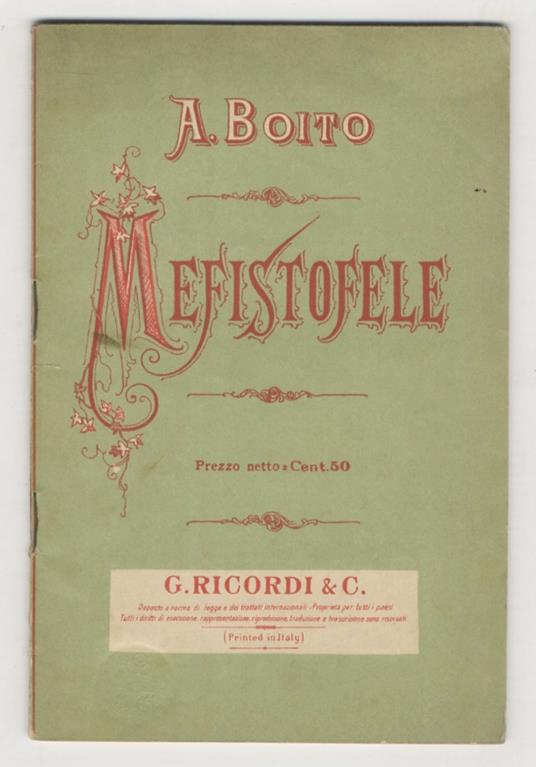 A. BOITO
MEFISTOFELE
Prezzo netto = Cent. 50
G. RICORDI & C.
Deposto a norma di legge e dei trattati internazionali - Proprietà per tutti i paesi
Tutti i diritti di esecuzione, rappresentazione, riproduzione, traduzione e trascrizione sono riservati
(Printed in Italy)